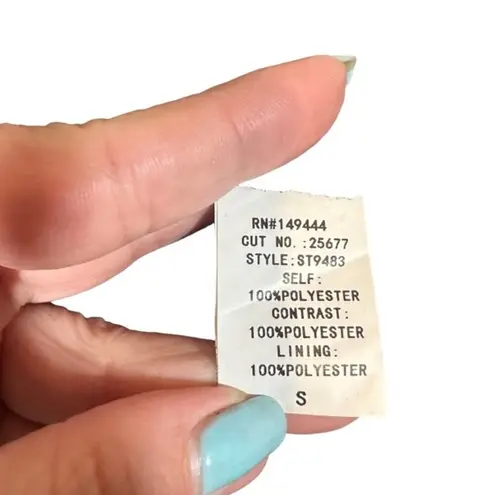 RN#149444
CUT NO.:25677
STYLE:ST9483
SELF:
100%POLYESTER
CONTRAST:
100%POLYESTER
LINING:
100%POLYESTER
S